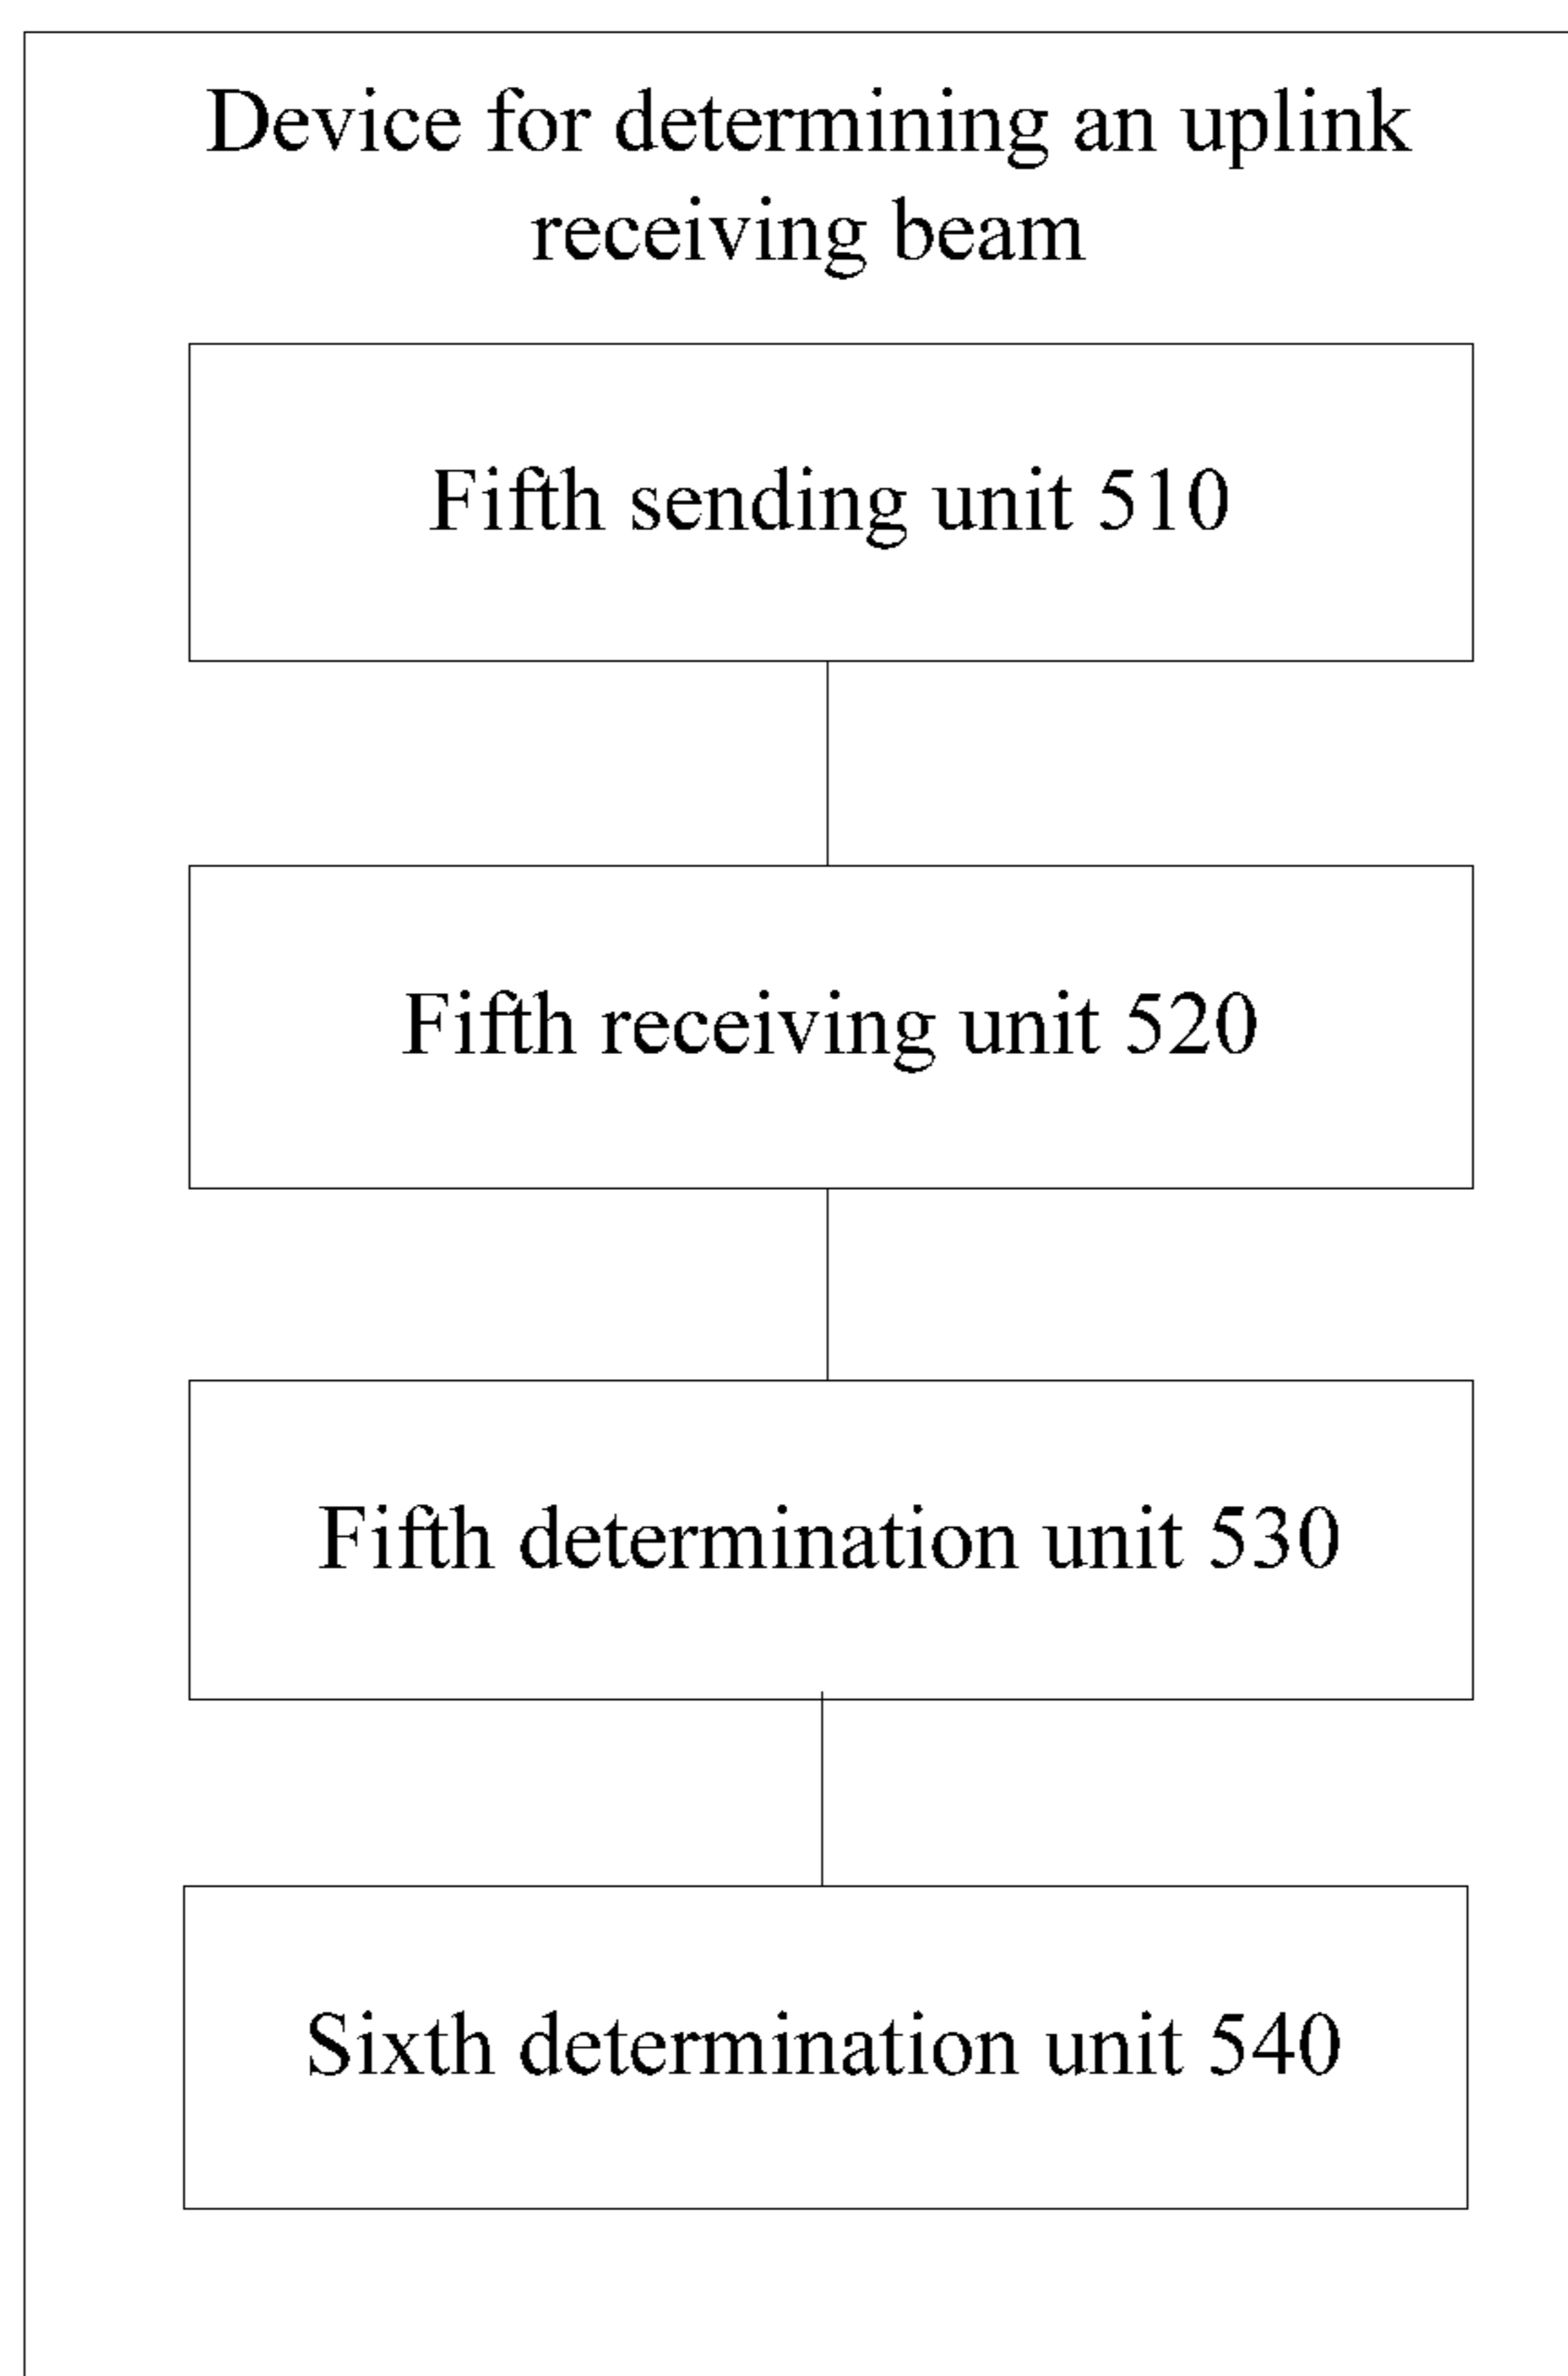 Device for determining an uplink
receiving beam
Fifth sending unit 510
Fifth receiving unit 520
Fifth determination unit 530
Sixth determination unit 540